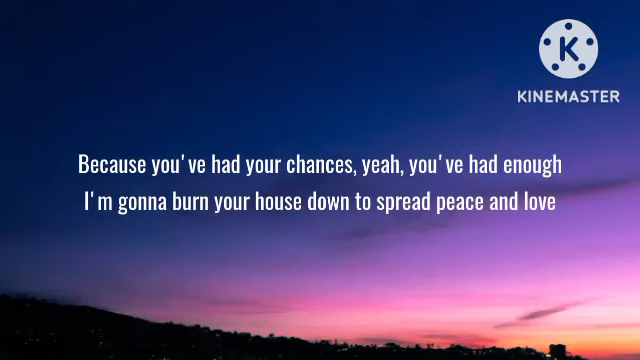 KINEMASTER
Because you've had your chances, yeah, you've had enough
I'm gonna burn your house down to spread peace and love